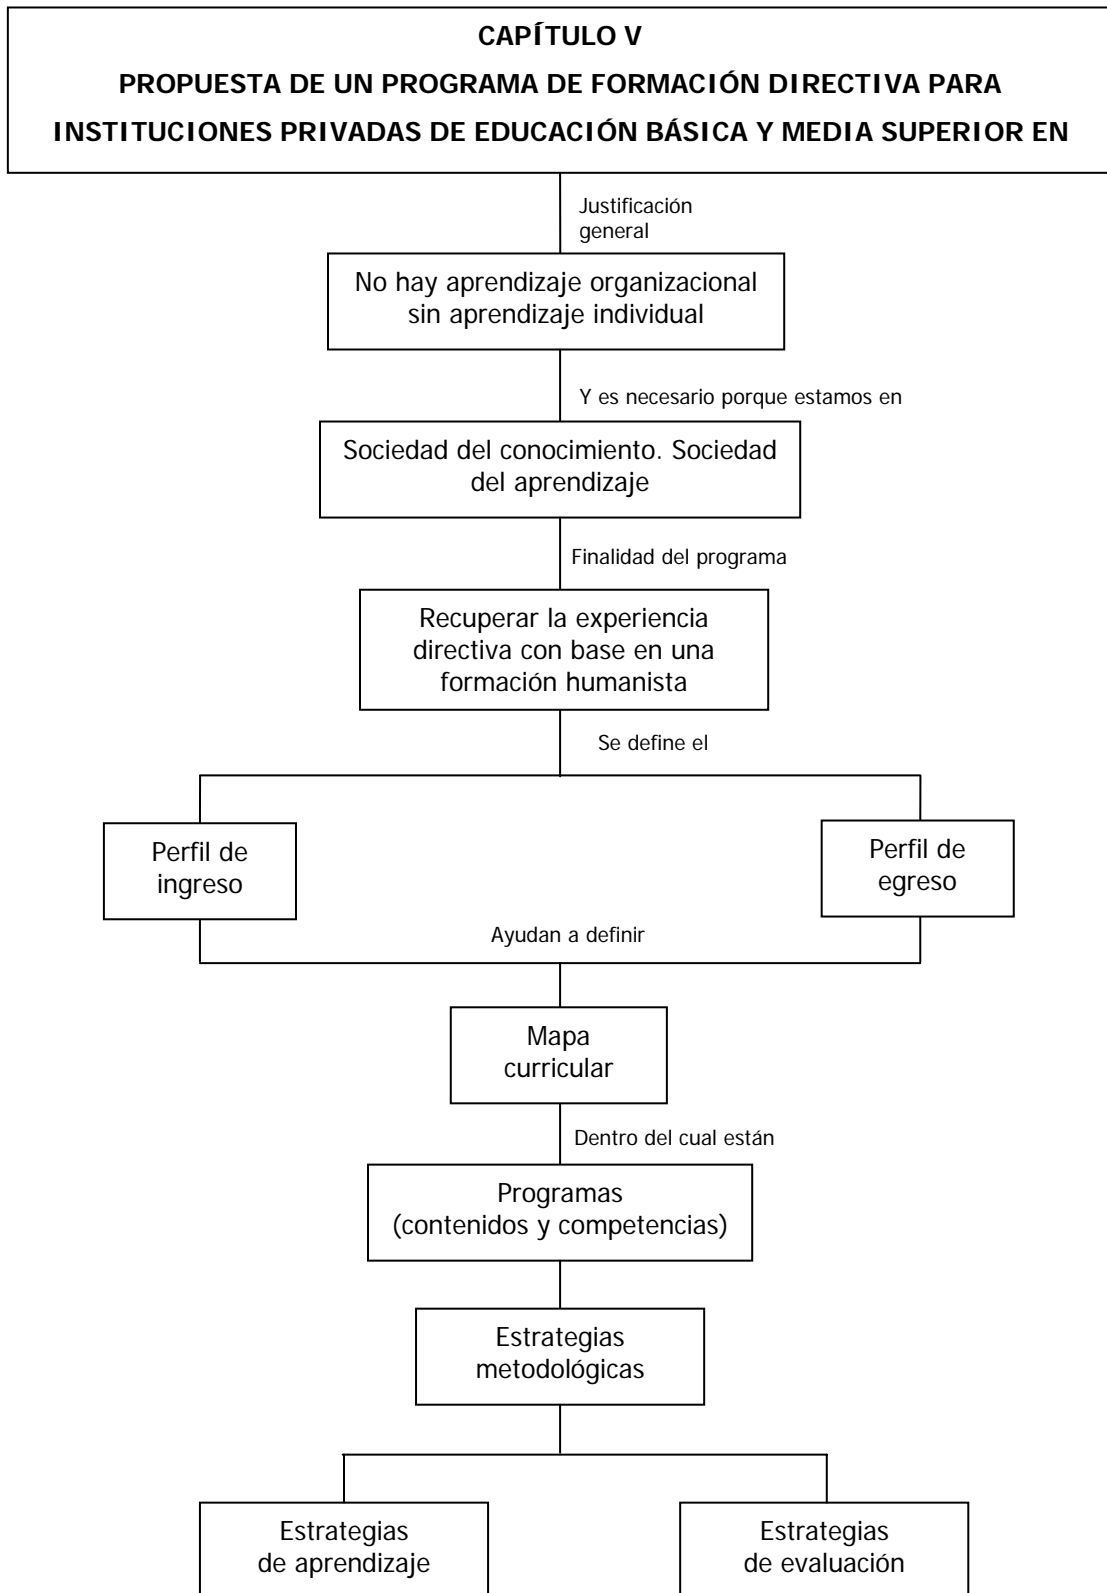 CAPÍTULO V
PROPUESTA DE UN PROGRAMA DE FORMACIÓN DIRECTIVA PARA
INSTITUCIONES PRIVADAS DE EDUCACIÓN BÁSICA Y MEDIA SUPERIOR EN
Justificación
general
No hay aprendizaje organizacional
sin aprendizaje individual
Y es necesario porque estamos en
Sociedad del conocimiento. Sociedad
del aprendizaje
Finalidad del programa
Recuperar la experiencia
directiva con base en una
formación humanista
Se define el
Perfil de
ingreso
Perfil de
egreso
Ayudan a definir
Mapa
curricular
Dentro del cual están
Programas
(contenidos y competencias)
Estrategias
metodológicas
Estrategias
de aprendizaje
Estrategias
de evaluación